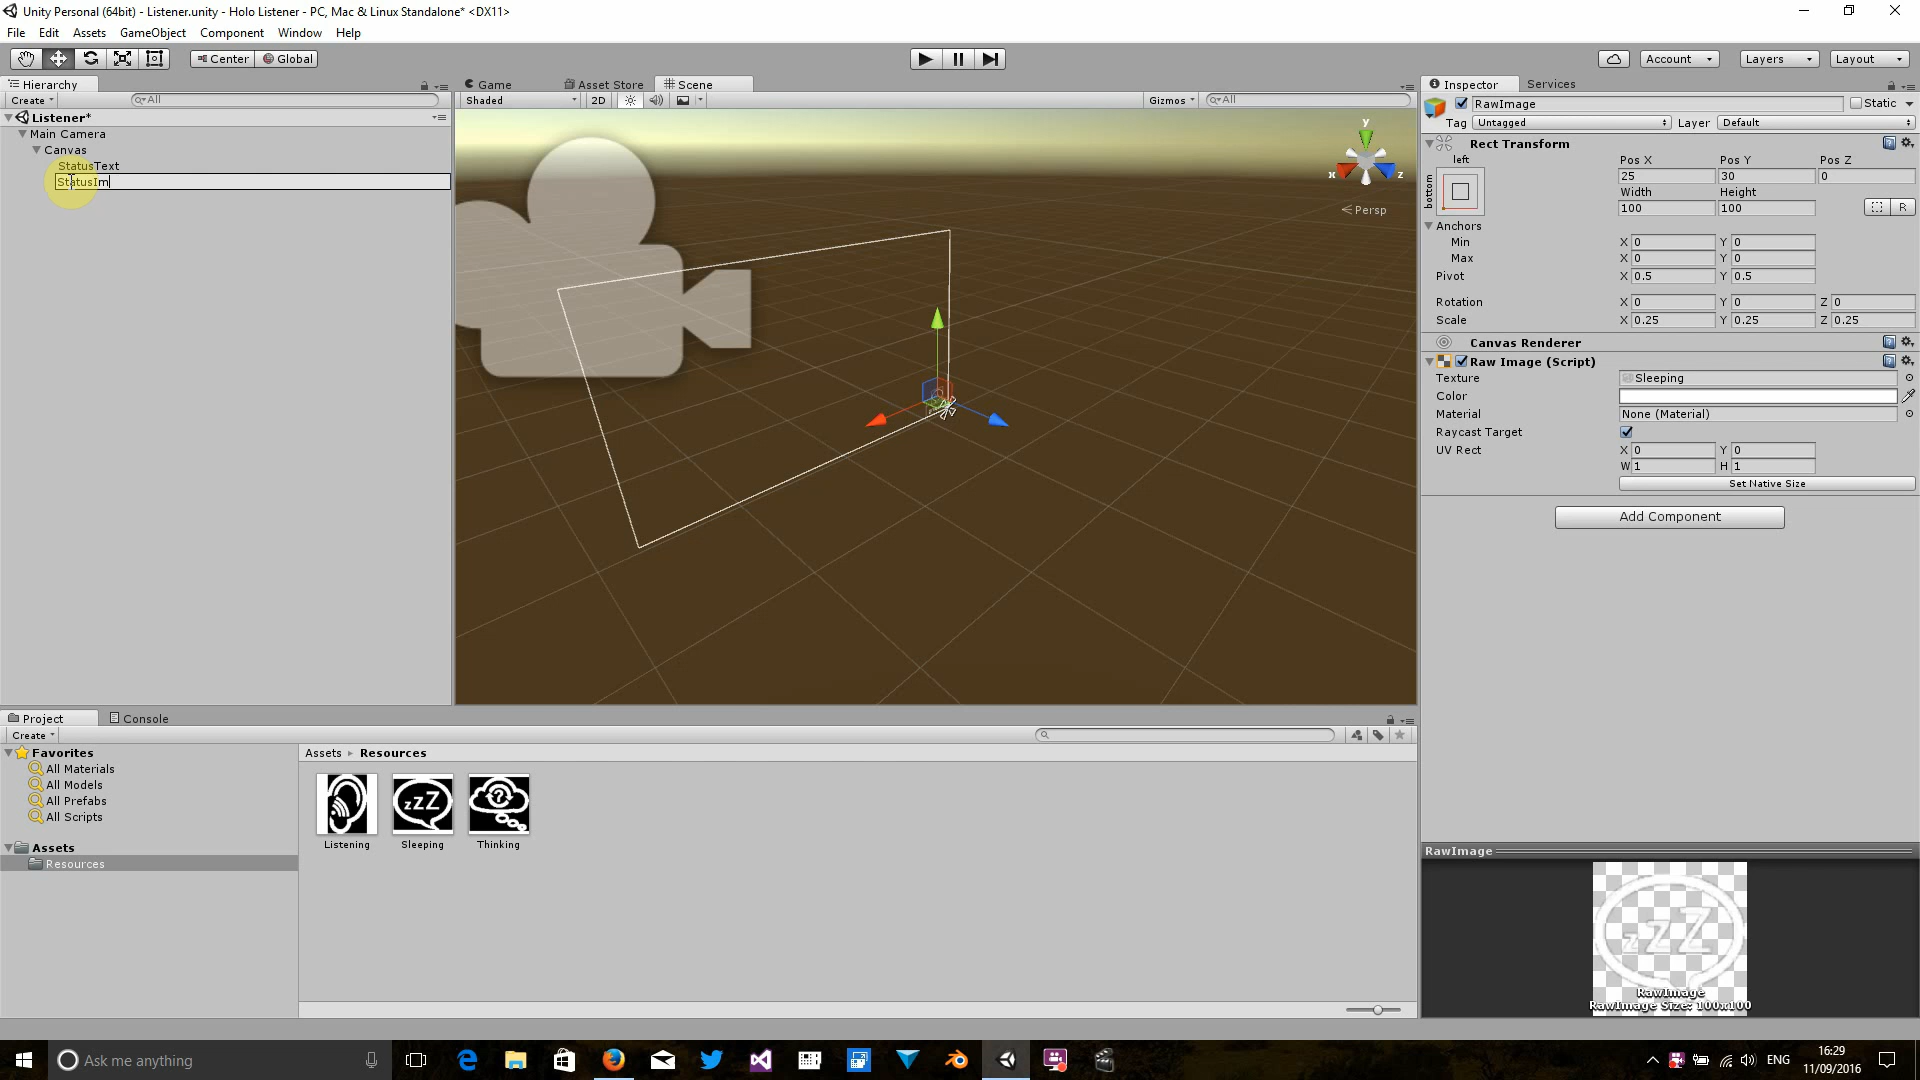 Unity Personal (64bit) - Listener.unity - Holo Listener - PC, Mac & Linux Standalone* <DX11>
File Edit Assets GameObject Component Window Help
Center Global Account Layers Layout
Hierarchy Game Asset Store Scene Inspector Services
Create All Shaded 2D Gizmos All RawImage Static
Tag Untagged Layer Default
Listener*
Main Camera
Canvas
StatusText
StatusIm
y
x z
Persp
Rect Transform
left
bottom
Pos X Pos Y Pos Z
25 30 0
Width Height
100 100
R
Anchors
Min X 0 Y 0
Max X 0 Y 0
Pivot X 0.5 Y 0.5
Rotation X 0 Y 0 Z 0
Scale X 0.25 Y 0.25 Z 0.25
Canvas Renderer
Raw Image (Script)
Texture Sleeping
Color
Material None (Material)
Raycast Target
UV Rect X 0 Y 0
W 1 H 1
Set Native Size
Add Component
Project Console
Create
Favorites
All Materials
All Models
All Prefabs
All Scripts
Assets
Resources
Assets Resources
zzZ
?
Listening Sleeping Thinking
RawImage
zzZ
RawImage
RawImage Size: 100x100
Ask me anything
ENG
16:29
11/09/2016